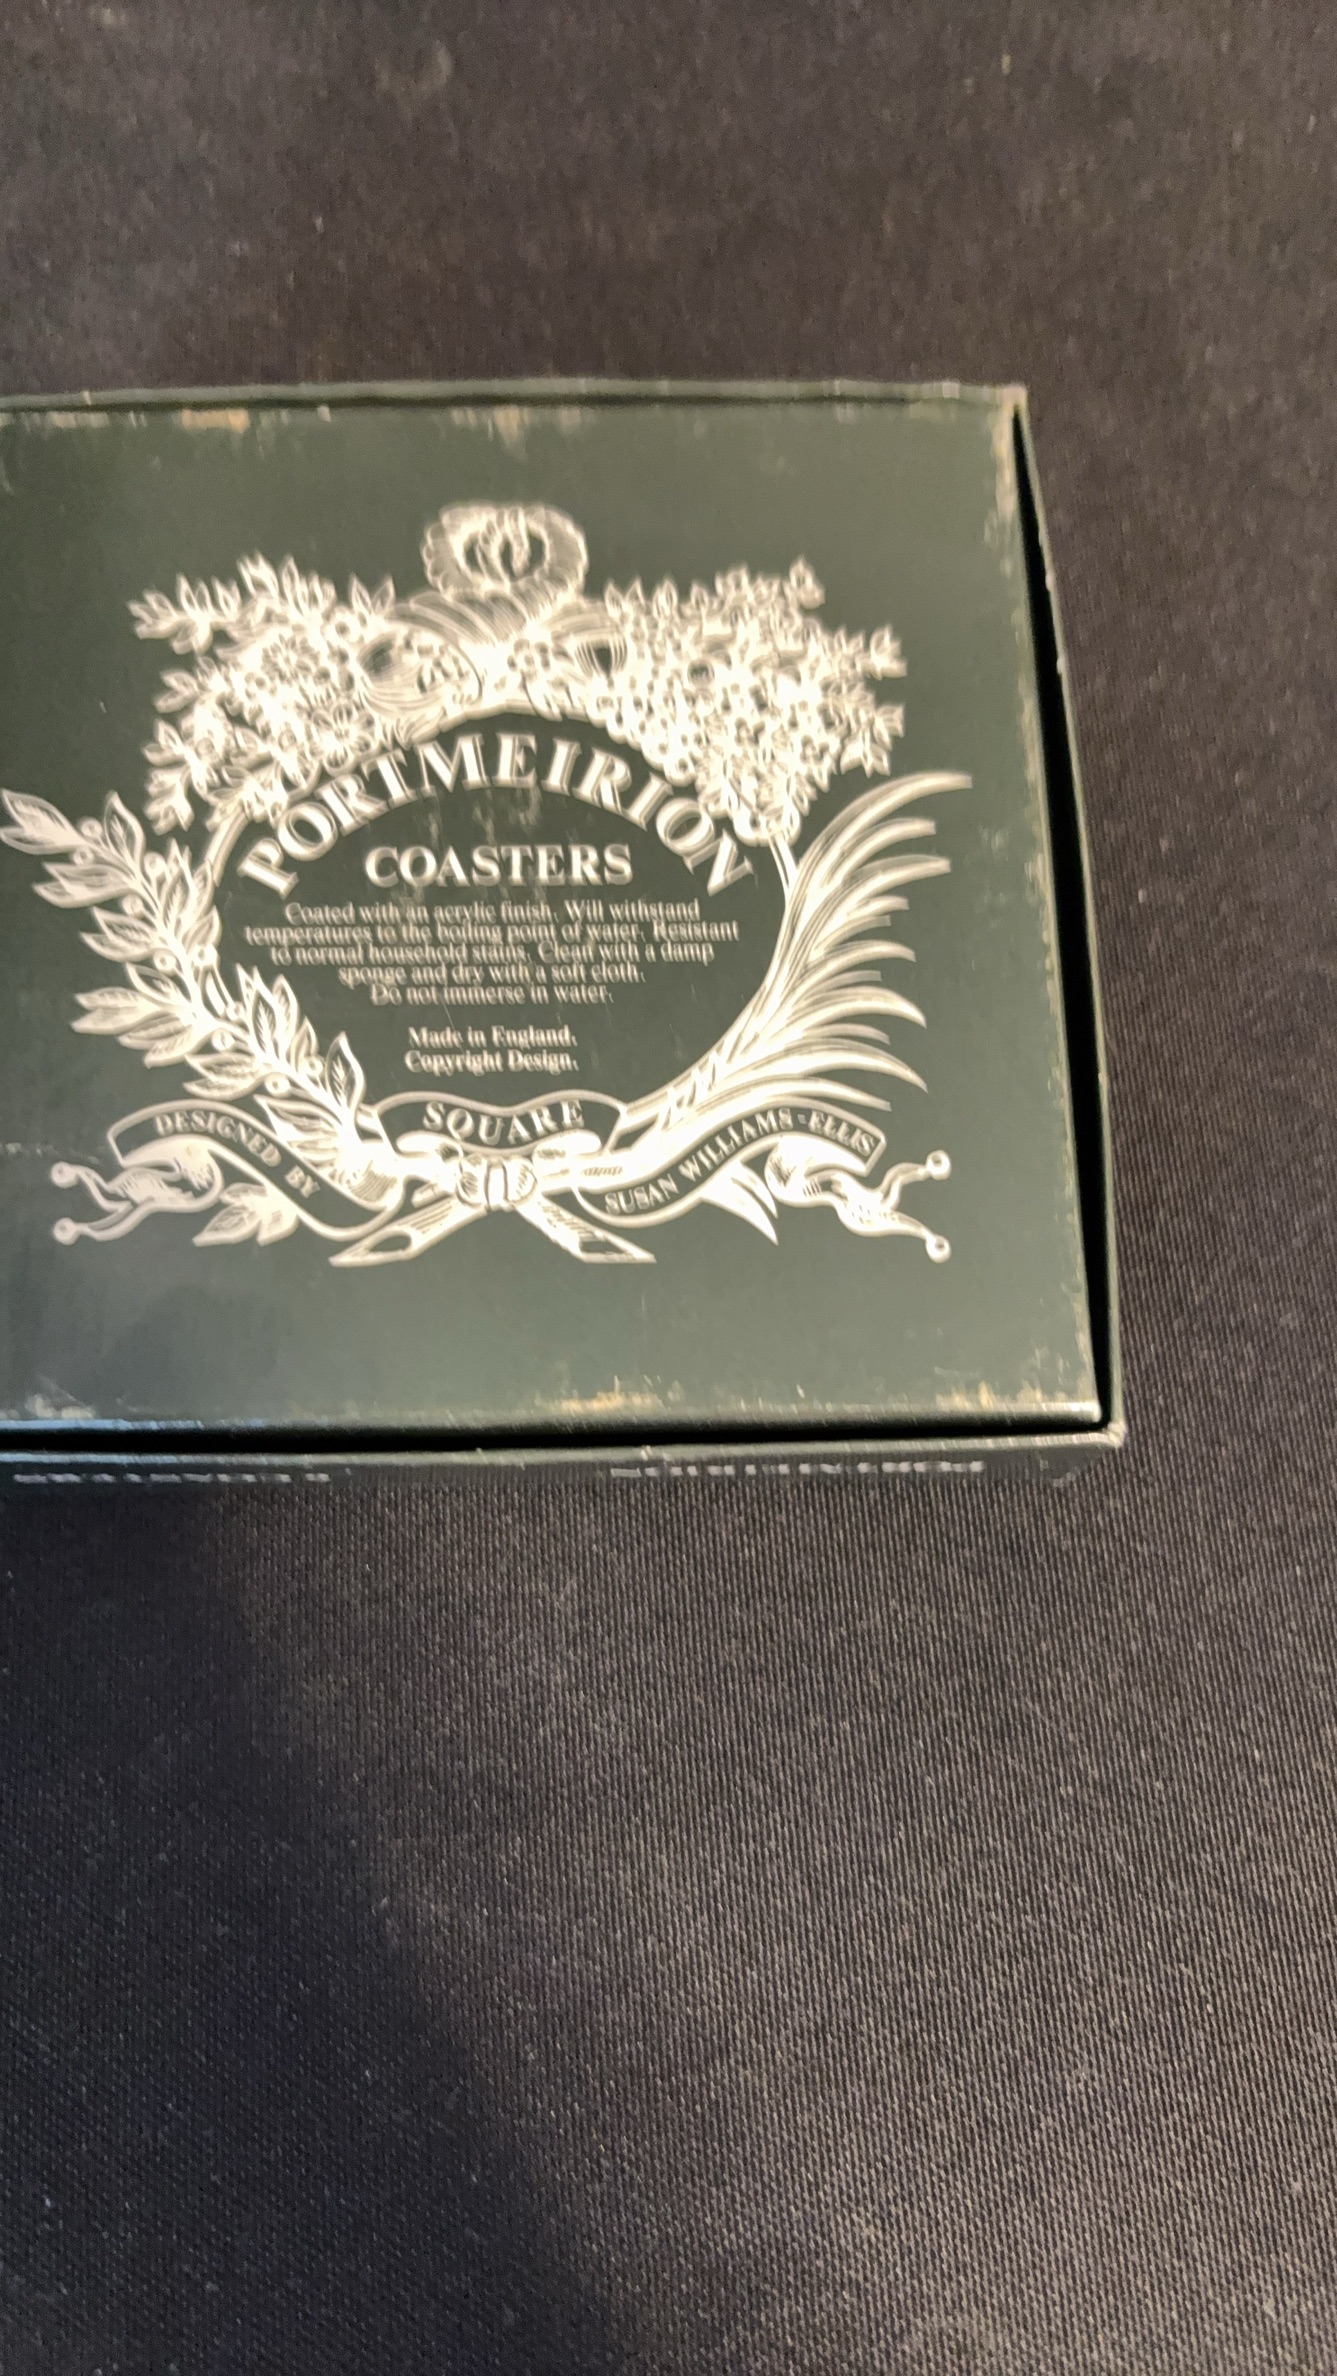 PORTMEIRION
COASTERS
Coated with an acrylic finish. Will withstand
temperatures to the boiling point of water. Resistant
to normal household stains. Clean with a damp
sponge and dry with a soft cloth.
Do not immerse in water.
Made in England.
Copyright Design.
SQUARE
DESIGNED BY
SUSAN WILLIAMS-ELLIS